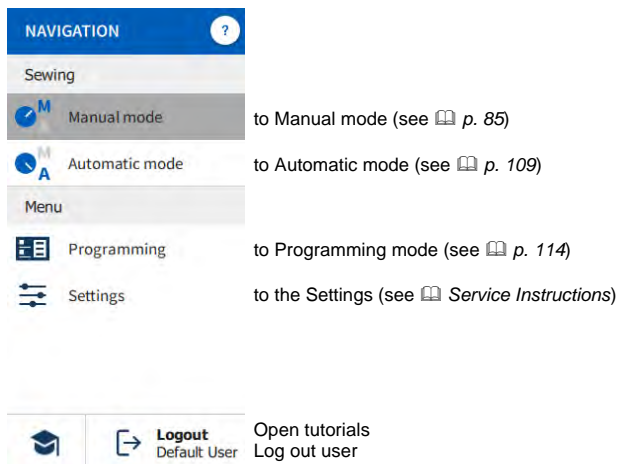 NAVIGATION ?
Sewing
M Manual mode to Manual mode (see 🕮 p. 85)
M A Automatic mode to Automatic mode (see 🕮 p. 109)
Menu
Programming to Programming mode (see 🕮 p. 114)
Settings to the Settings (see 🕮 Service Instructions)
Logout Open tutorials
Default User Log out user